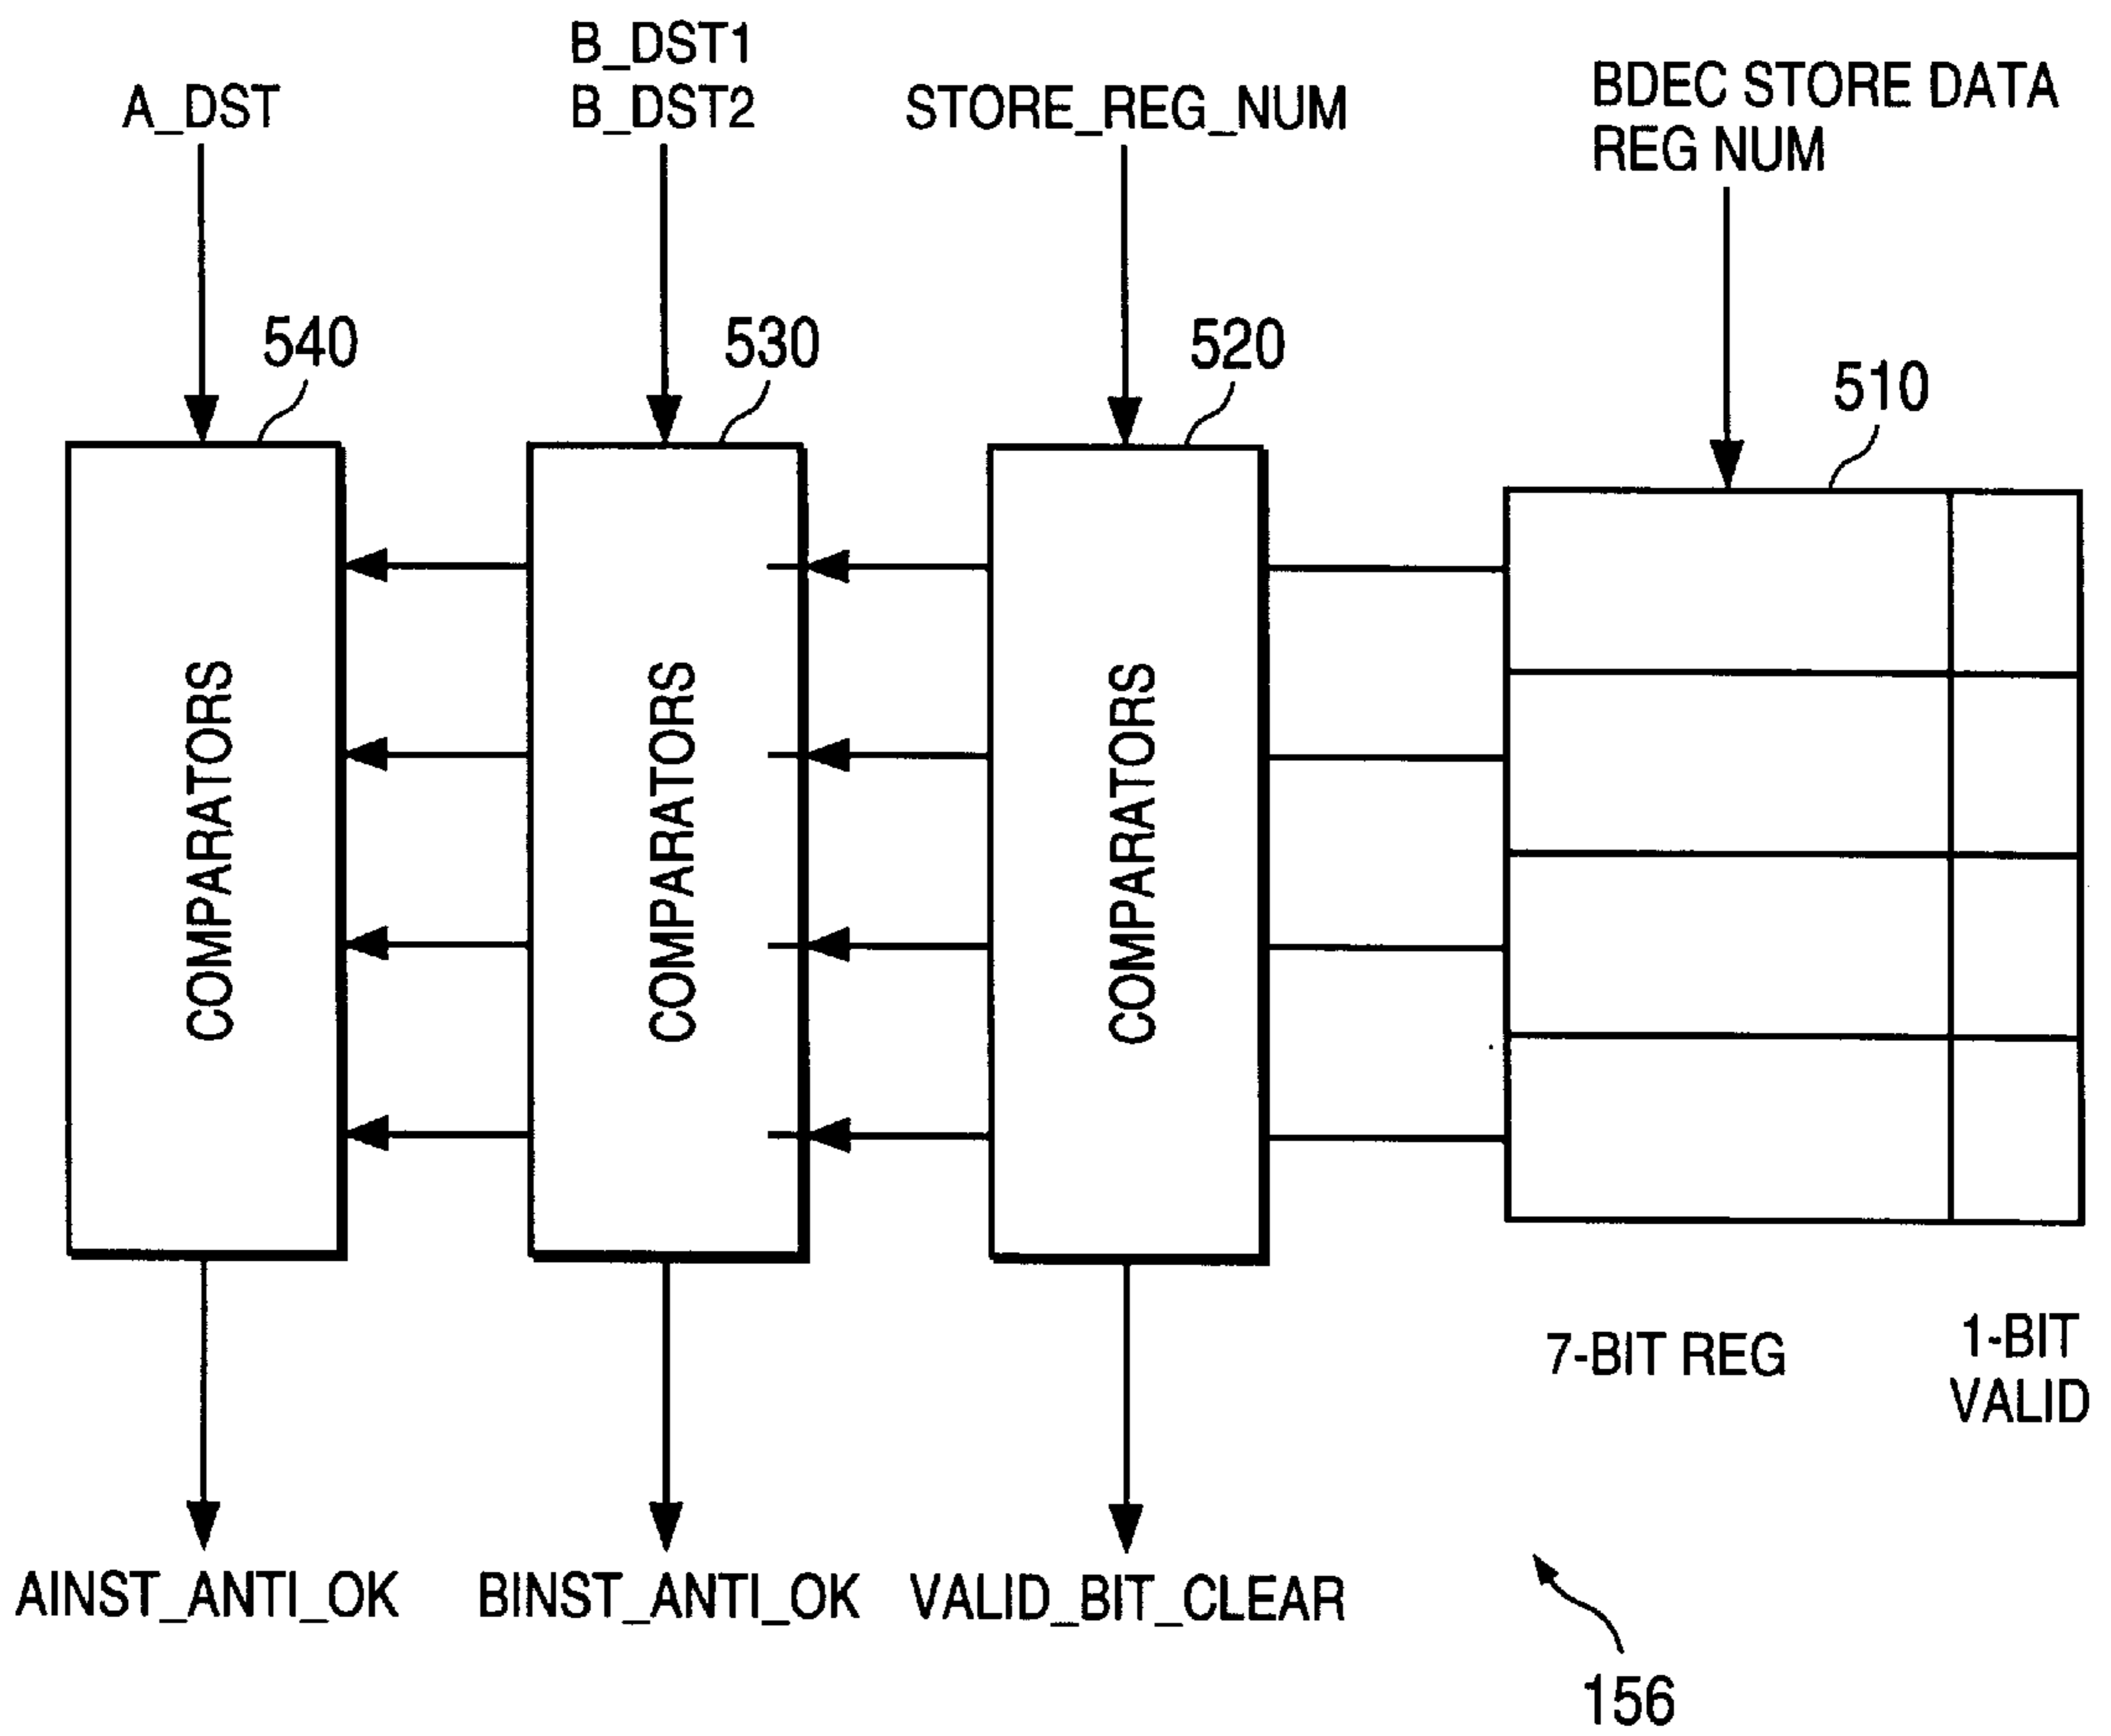 A_DST
B_DST1
B_DST2
STORE_REG_NUM
BDEC STORE DATA
REG NUM
540
530
520
510
COMPARATORS
COMPARATORS
COMPARATORS
7-BIT REG
1-BIT
VALID
AINST_ANTI_OK
BINST_ANTI_OK
VALID_BIT_CLEAR
156